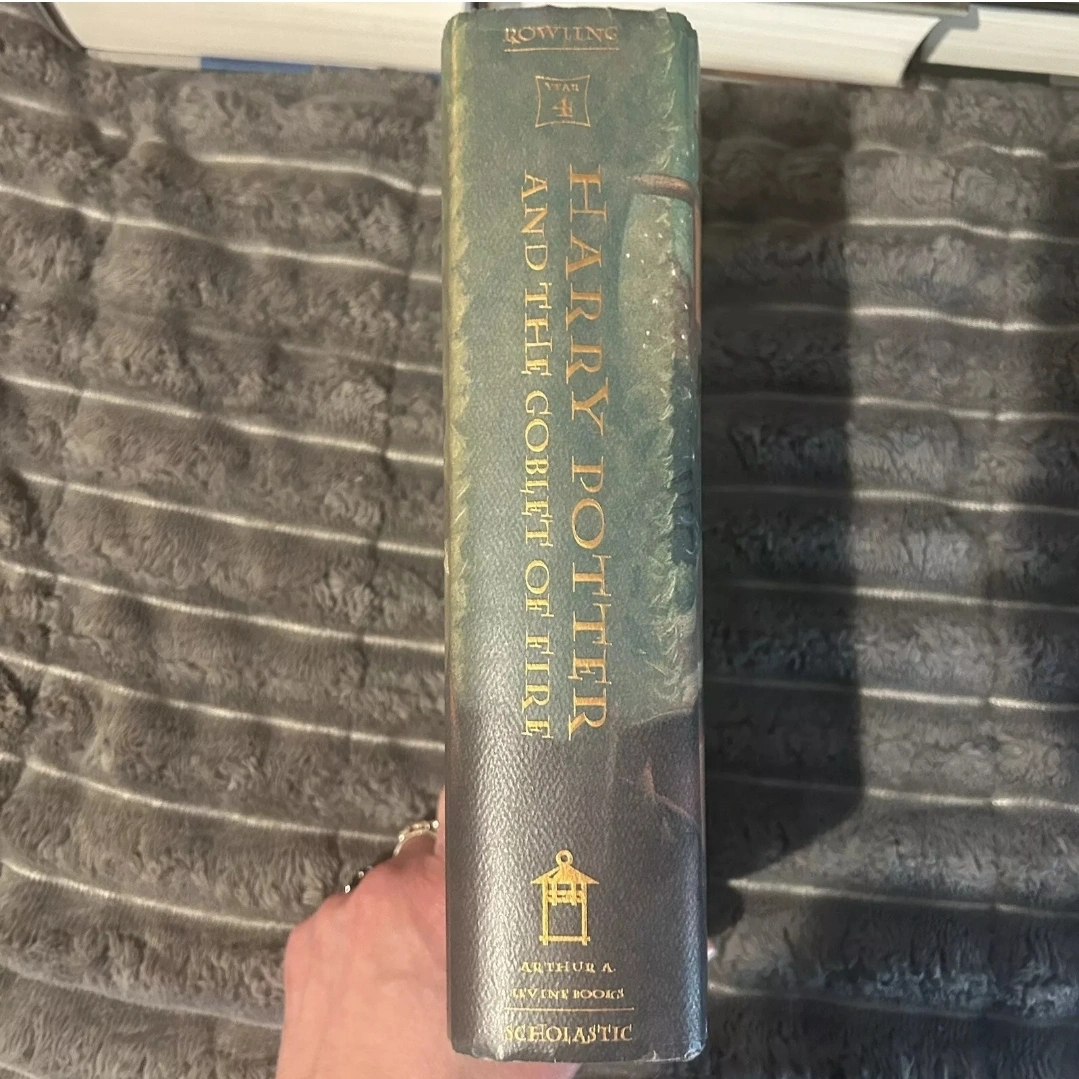 ROWLING
YEAR
4
HARRY POTTER
AND THE GOBLET OF FIRE
ARTHUR A.
LEVINE BOOKS
SCHOLASTIC